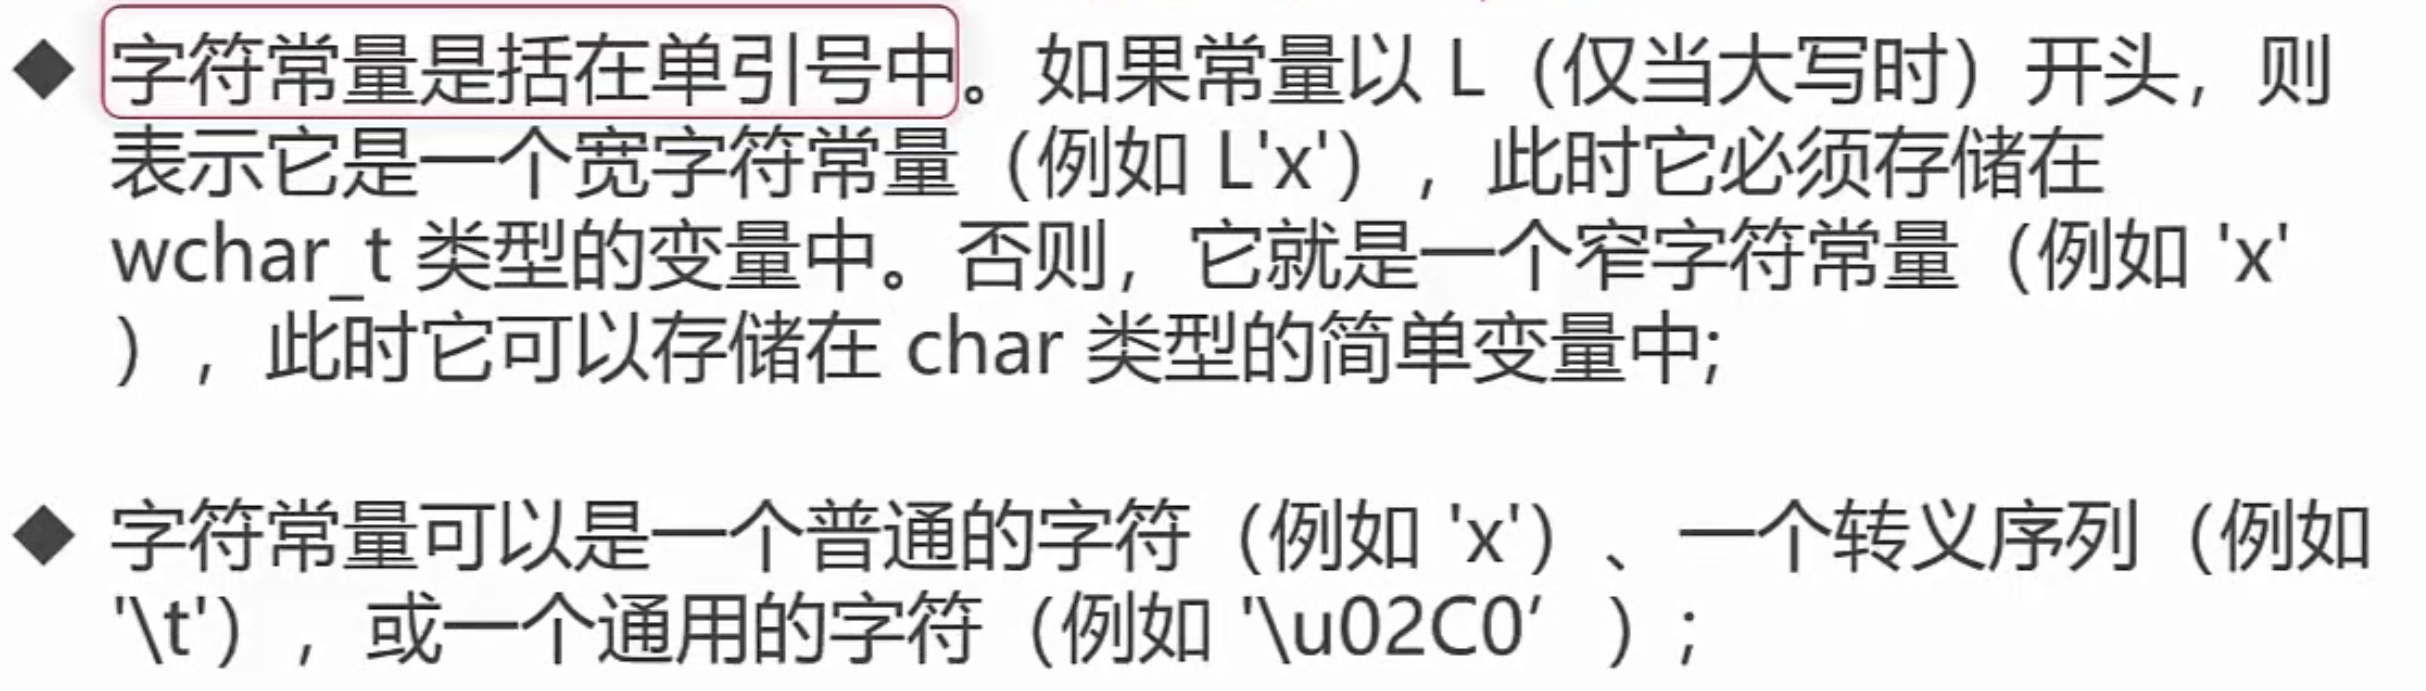 ◆ 字符常量是括在单引号中。如果常量以 L（仅当大写时）开头，则
表示它是一个宽字符常量（例如 L'x'），此时它必须存储在
wchar_t 类型的变量中。否则，它就是一个窄字符常量（例如 'x'
），此时它可以存储在 char 类型的简单变量中;
◆ 字符常量可以是一个普通的字符（例如 'x'）、一个转义序列（例如
'\t'），或一个通用的字符（例如 '\u02C0’）;